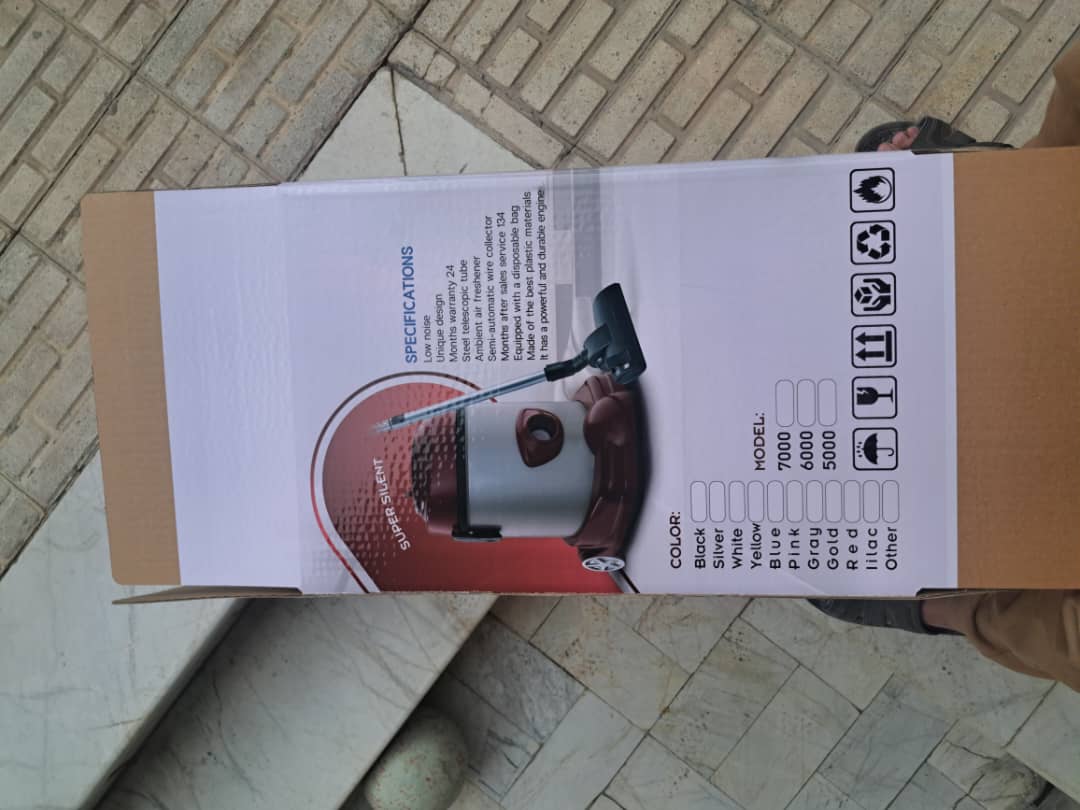 SPECIFICATIONS
Low noise
Unique design
Months warranty 24
Steel telescopic tube
Ambient air freshener
Semi-automatic wire collector
Months after sales service 134
Equipped with a disposable bag
Made of the best plastic materials
It has a powerful and durable engine
SUPER SILENT
COLOR:
Black
Silver
White
Yellow
Blue
Pink
Gray
Gold
Red
lilac
Other
MODEL:
7000
6000
5000